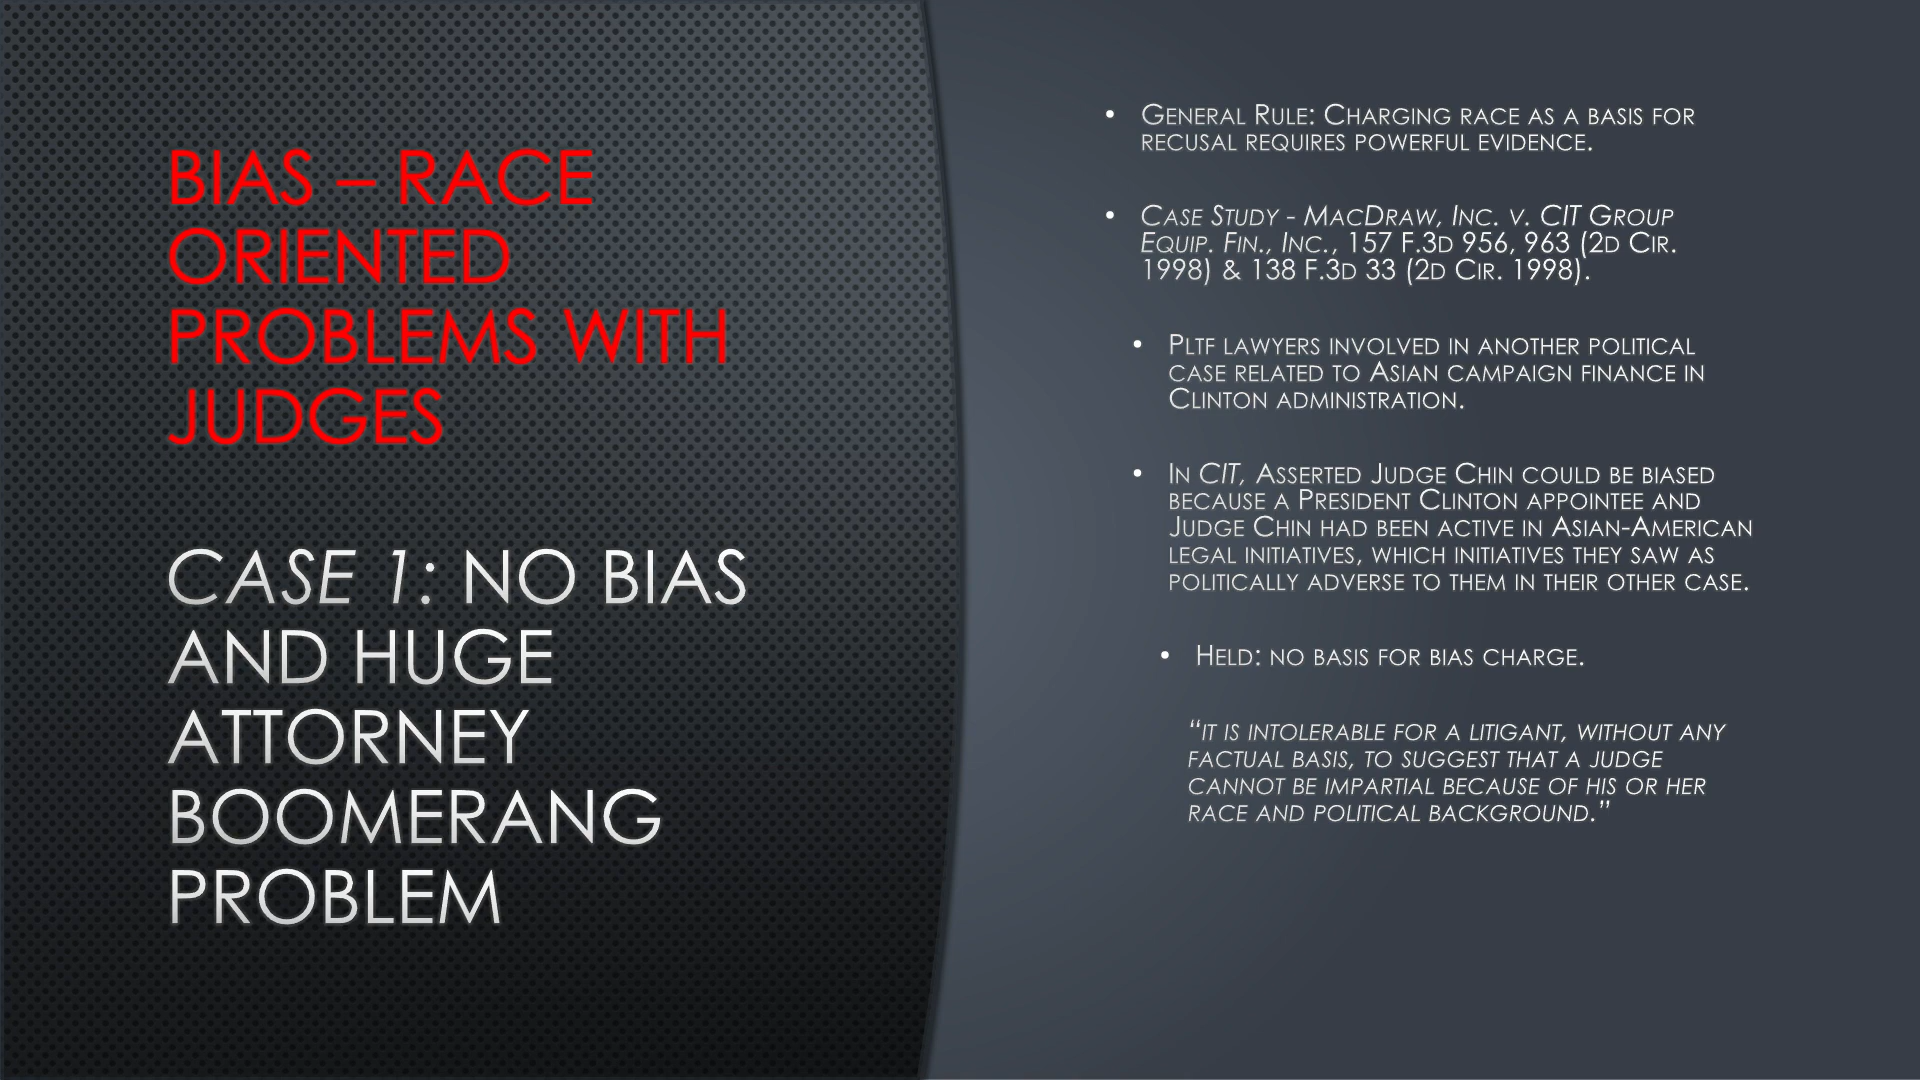 BIAS – RACE
ORIENTED
PROBLEMS WITH
JUDGES
CASE 1: NO BIAS
AND HUGE
ATTORNEY
BOOMERANG
PROBLEM
• General Rule: Charging race as a basis for
recusal requires powerful evidence.
• Case Study - MacDraw, Inc. v. CIT Group
Equip. Fin., Inc., 157 F.3d 956, 963 (2d Cir.
1998) & 138 F.3d 33 (2d Cir. 1998).
• Pltf lawyers involved in another political
case related to Asian campaign finance in
Clinton administration.
• In CIT, Asserted Judge Chin could be biased
because a President Clinton appointee and
Judge Chin had been active in Asian-American
legal initiatives, which initiatives they saw as
politically adverse to them in their other case.
• Held: no basis for bias charge.
“it is intolerable for a litigant, without any
factual basis, to suggest that a judge
cannot be impartial because of his or her
race and political background.”